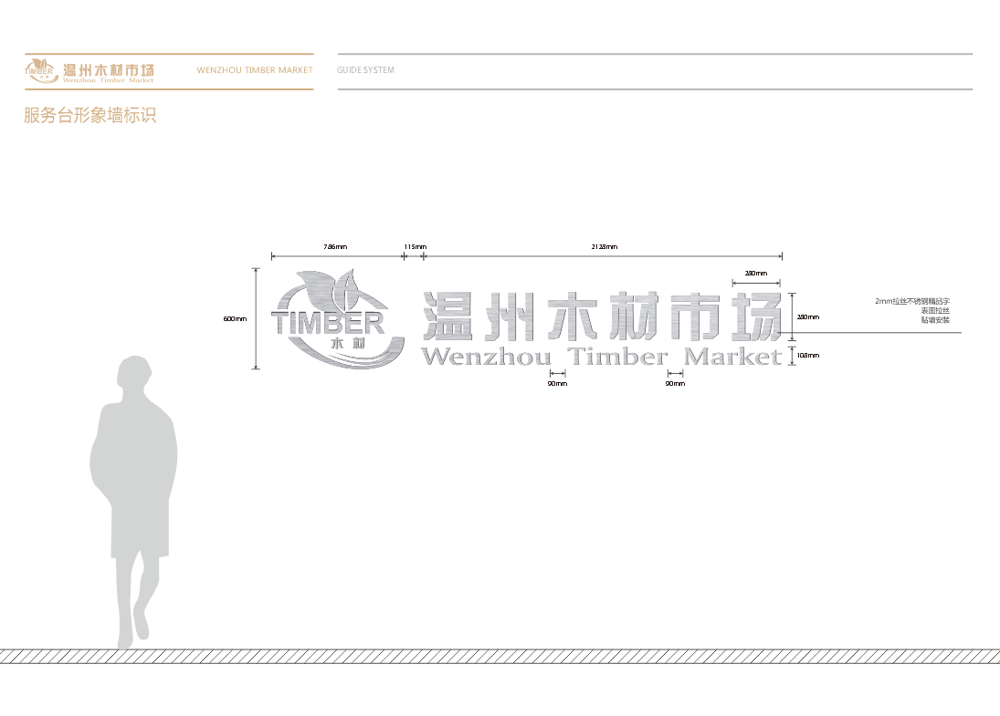 TIMBER
木 材
温州木材市场
Wenzhou Timber Market
WENZHOU TIMBER MARKET
GUIDE SYSTEM
服务台形象墙标识
786mm
115mm
2128mm
280mm
600mm
TIMBER
木 材
温州木材市场
Wenzhou Timber Market
280mm
108mm
90mm
90mm
2mm拉丝不锈钢精品字
表面拉丝
贴墙安装